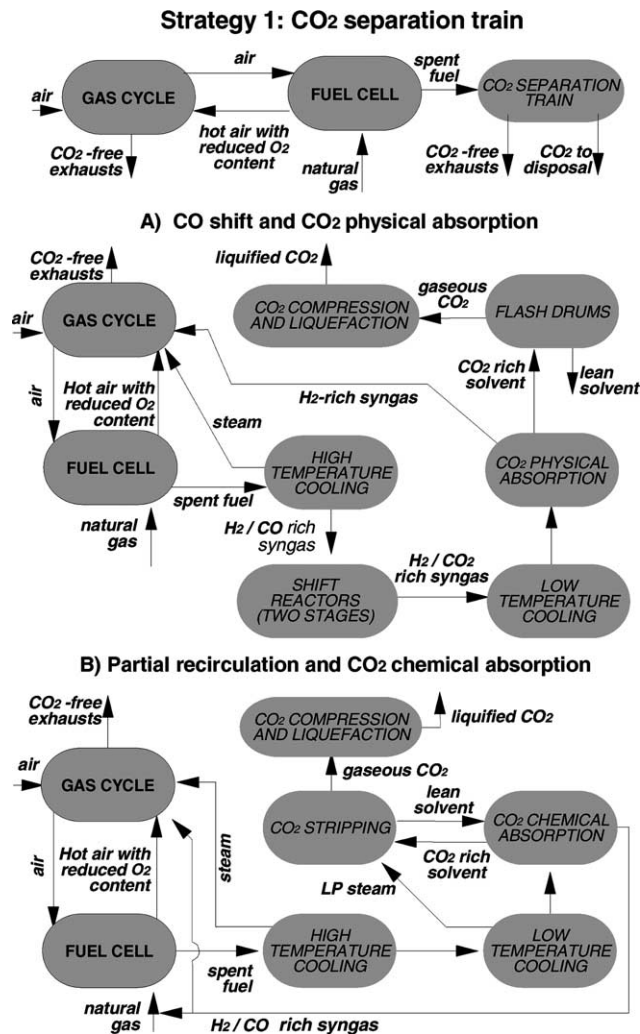 Strategy 1: CO2 separation train
air
GAS CYCLE
air
hot air with
reduced O2
content
CO2 -free
exhausts
FUEL CELL
natural
gas
spent
fuel
CO2 SEPARATION
TRAIN
CO2 -free
exhausts
CO2 to
disposal
A) CO shift and CO2 physical absorption
CO2 -free
exhausts
air
GAS CYCLE
air
Hot air with
reduced O2
content
FUEL CELL
natural
gas
spent fuel
steam
HIGH
TEMPERATURE
COOLING
H2 / CO rich
syngas
SHIFT
REACTORS
(TWO STAGES)
H2 / CO2
rich syngas
LOW
TEMPERATURE
COOLING
CO2 PHYSICAL
ABSORPTION
H2-rich syngas
CO2 rich
solvent
FLASH DRUMS
lean
solvent
gaseous
CO2
CO2 COMPRESSION
AND LIQUEFACTION
liquified CO2
B) Partial recirculation and CO2 chemical absorption
CO2 -free
exhausts
air
GAS CYCLE
air
Hot air with
reduced O2
content
FUEL CELL
natural
gas
spent
fuel
steam
HIGH
TEMPERATURE
COOLING
LOW
TEMPERATURE
COOLING
LP steam
CO2 STRIPPING
lean
solvent
CO2 rich
solvent
CO2 CHEMICAL
ABSORPTION
gaseous CO2
CO2 COMPRESSION
AND LIQUEFACTION
liquified CO2
H2 / CO rich syngas